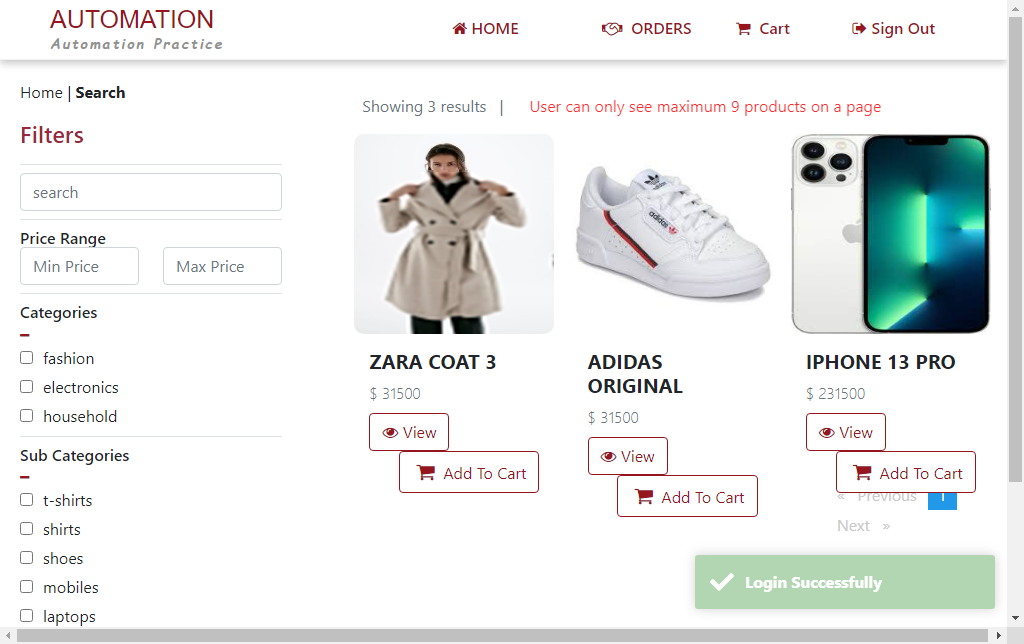 AUTOMATION
Automation Practice
HOME
ORDERS
Cart
Sign Out
Home | Search
Filters
search
Price Range
Min Price
Max Price
Categories
fashion
electronics
household
Sub Categories
t-shirts
shirts
shoes
mobiles
laptops
Showing 3 results |
User can only see maximum 9 products on a page
adidas
ZARA COAT 3
$ 31500
View
Add To Cart
ADIDAS
ORIGINAL
$ 31500
View
Add To Cart
IPHONE 13 PRO
$ 231500
View
Add To Cart
« Previous 1
Next »
Login Successfully